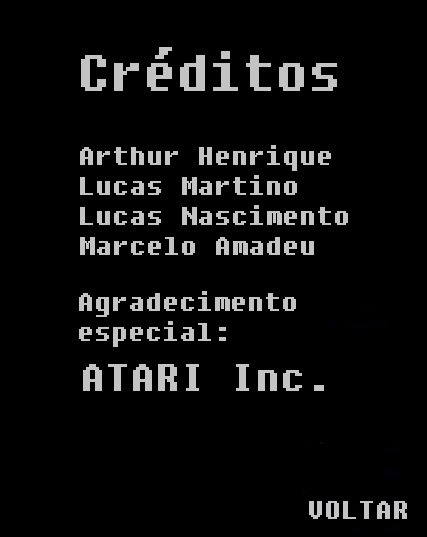 Créditos
Arthur Henrique
Lucas Martino
Lucas Nascimento
Marcelo Amadeu
Agradecimento
especial:
ATARI Inc.
VOLTAR